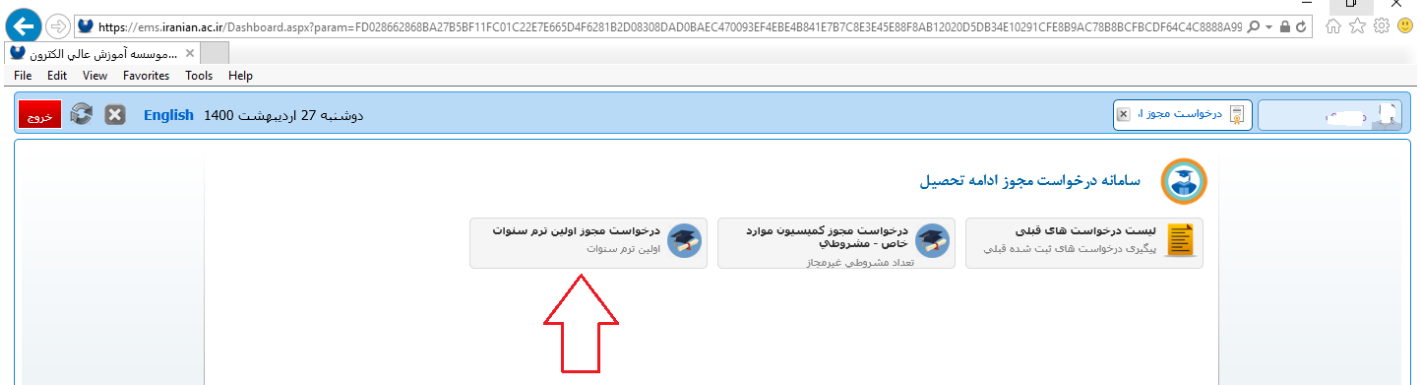 https://ems.iranian.ac.ir/Dashboard.aspx?param=FD028662868BA27B5BF11FC01C22E7E665D4F6281B2D08308DAD0BAEC470093EF4EBE4B841E7B7C8E3E45E88F8AB12020D5DB34E10291CFE8B9AC78B8BCFBCDF64C4C8888A99
موسسه آموزش عالي الكترون...
File Edit View Favorites Tools Help
درخواست مجوز ا.
دوشنبه 27 ارديبهشت 1400
English
خروج
سامانه درخواست مجوز ادامه تحصیل
لیست درخواست های قبلی
پیگیری درخواست های ثبت شده قبلی
درخواست مجوز کمیسیون موارد
خاص - مشروطي
تعداد مشروطی غیرمجاز
درخواست مجوز اولین ترم سنوات
اولین ترم سنوات